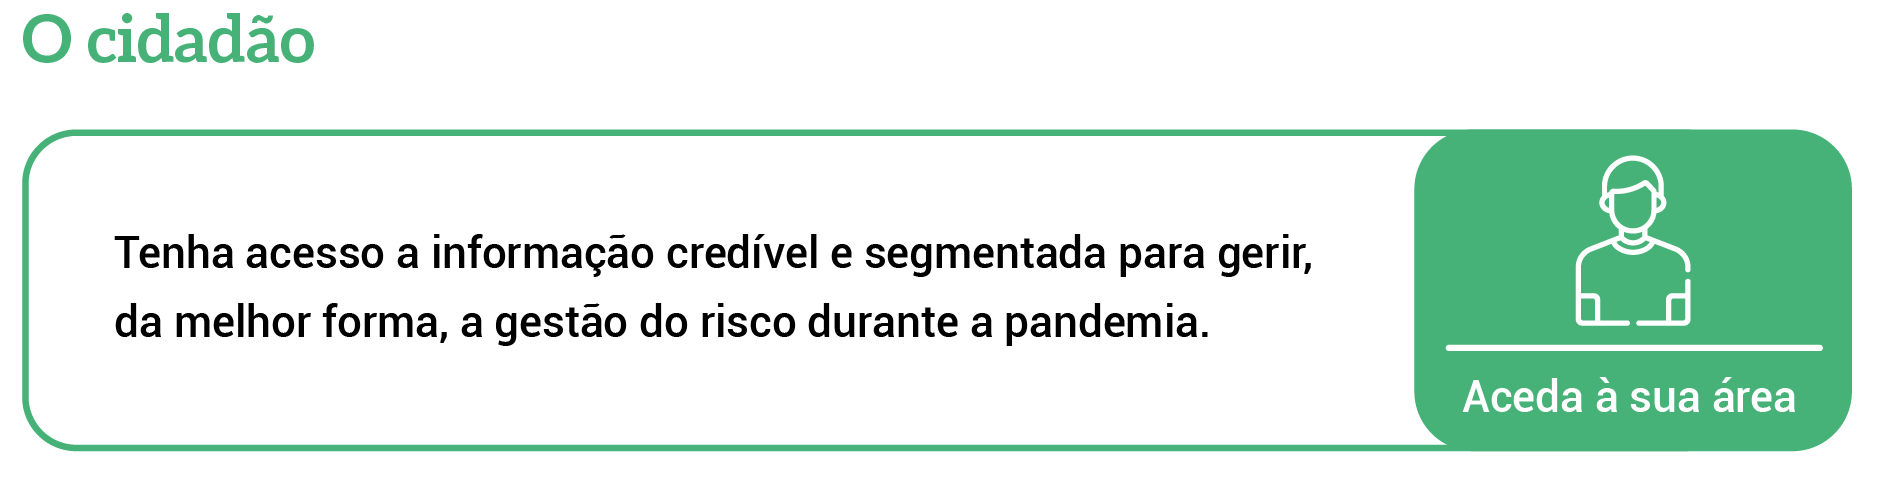 O cidadão
Tenha acesso a informação credível e segmentada para gerir,
da melhor forma, a gestão do risco durante a pandemia.
Aceda à sua área